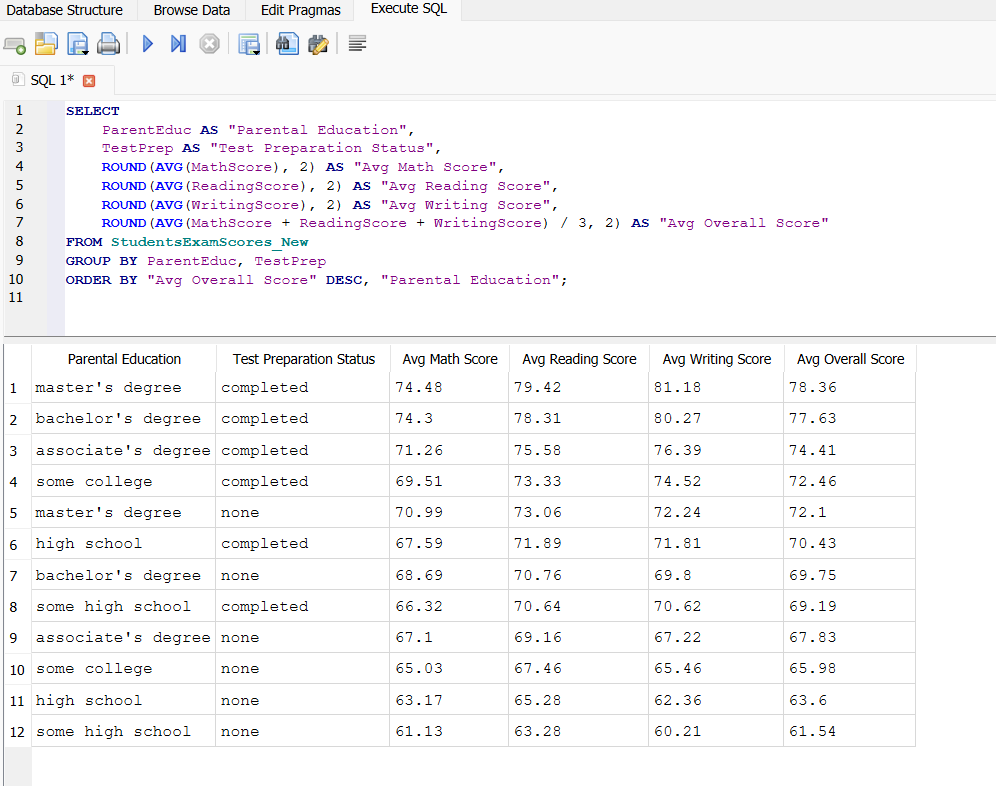 Database Structure Browse Data Edit Pragmas Execute SQL
SQL 1*
1 SELECT
2 ParentEduc AS "Parental Education",
3 TestPrep AS "Test Preparation Status",
4 ROUND(AVG(MathScore), 2) AS "Avg Math Score",
5 ROUND(AVG(ReadingScore), 2) AS "Avg Reading Score",
6 ROUND(AVG(WritingScore), 2) AS "Avg Writing Score",
7 ROUND(AVG(MathScore + ReadingScore + WritingScore) / 3, 2) AS "Avg Overall Score"
8 FROM StudentsExamScores_New
9 GROUP BY ParentEduc, TestPrep
10 ORDER BY "Avg Overall Score" DESC, "Parental Education";
11
Parental Education Test Preparation Status Avg Math Score Avg Reading Score Avg Writing Score Avg Overall Score
1 master's degree completed 74.48 79.42 81.18 78.36
2 bachelor's degree completed 74.3 78.31 80.27 77.63
3 associate's degree completed 71.26 75.58 76.39 74.41
4 some college completed 69.51 73.33 74.52 72.46
5 master's degree none 70.99 73.06 72.24 72.1
6 high school completed 67.59 71.89 71.81 70.43
7 bachelor's degree none 68.69 70.76 69.8 69.75
8 some high school completed 66.32 70.64 70.62 69.19
9 associate's degree none 67.1 69.16 67.22 67.83
10 some college none 65.03 67.46 65.46 65.98
11 high school none 63.17 65.28 62.36 63.6
12 some high school none 61.13 63.28 60.21 61.54